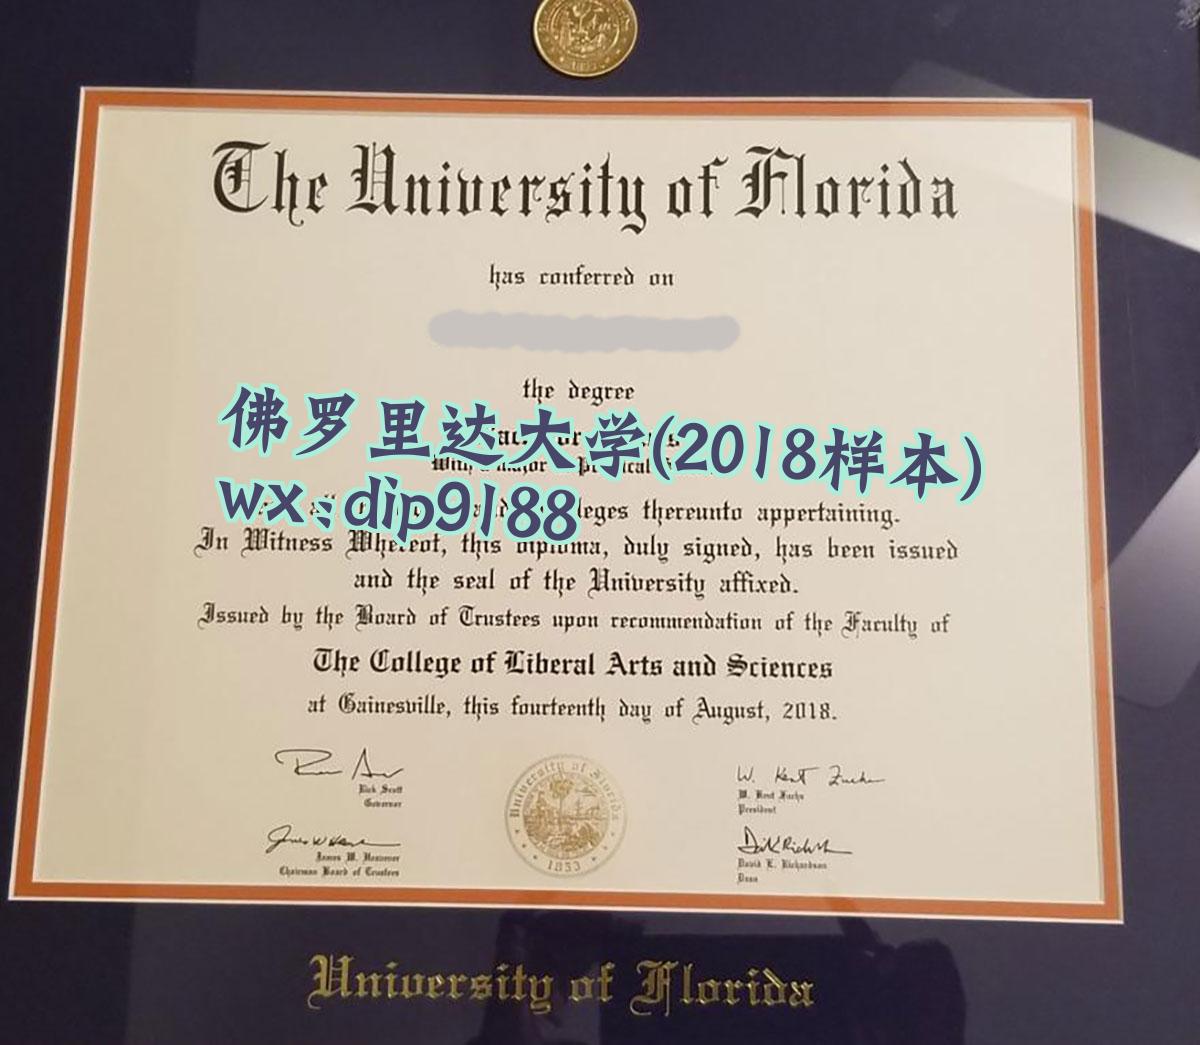 The University of Florida
has conferred on
the degree
佛罗里达大学(2018样本)
wx:dip9188
thereunto appertaining.
In Witness Whereof, this diploma, duly signed, has been issued
and the seal of the University affixed.
Issued by the Board of Trustees upon recommendation of the Faculty of
The College of Liberal Arts and Sciences
at Gainesville, this fourteenth day of August, 2018.
Rick Scott
Governor
W. Kent Fuchs
President
University of Florida
1853
James W. Heavener
Chairman Board of Trustees
David E. Richardson
Dean
University of Florida